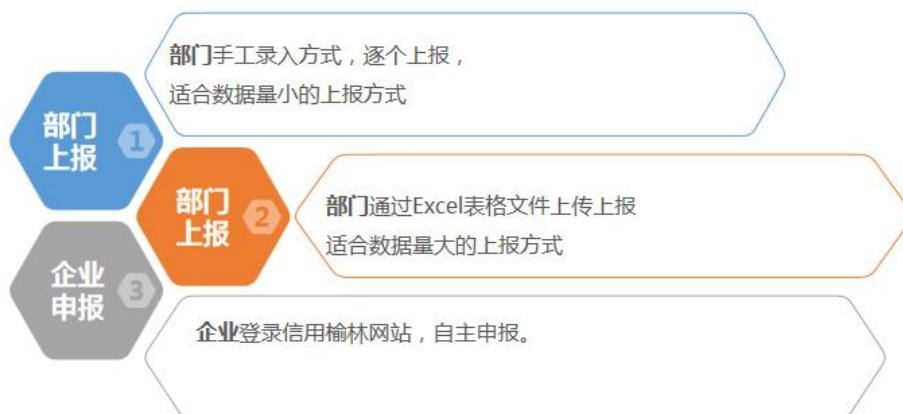 部门手工录入方式，逐个上报，
适合数据量小的上报方式
部门
上报
1
部门
上报
2
部门通过Excel表格文件上传上报
适合数据量大的上报方式
企业
申报
3
企业登录信用榆林网站，自主申报。